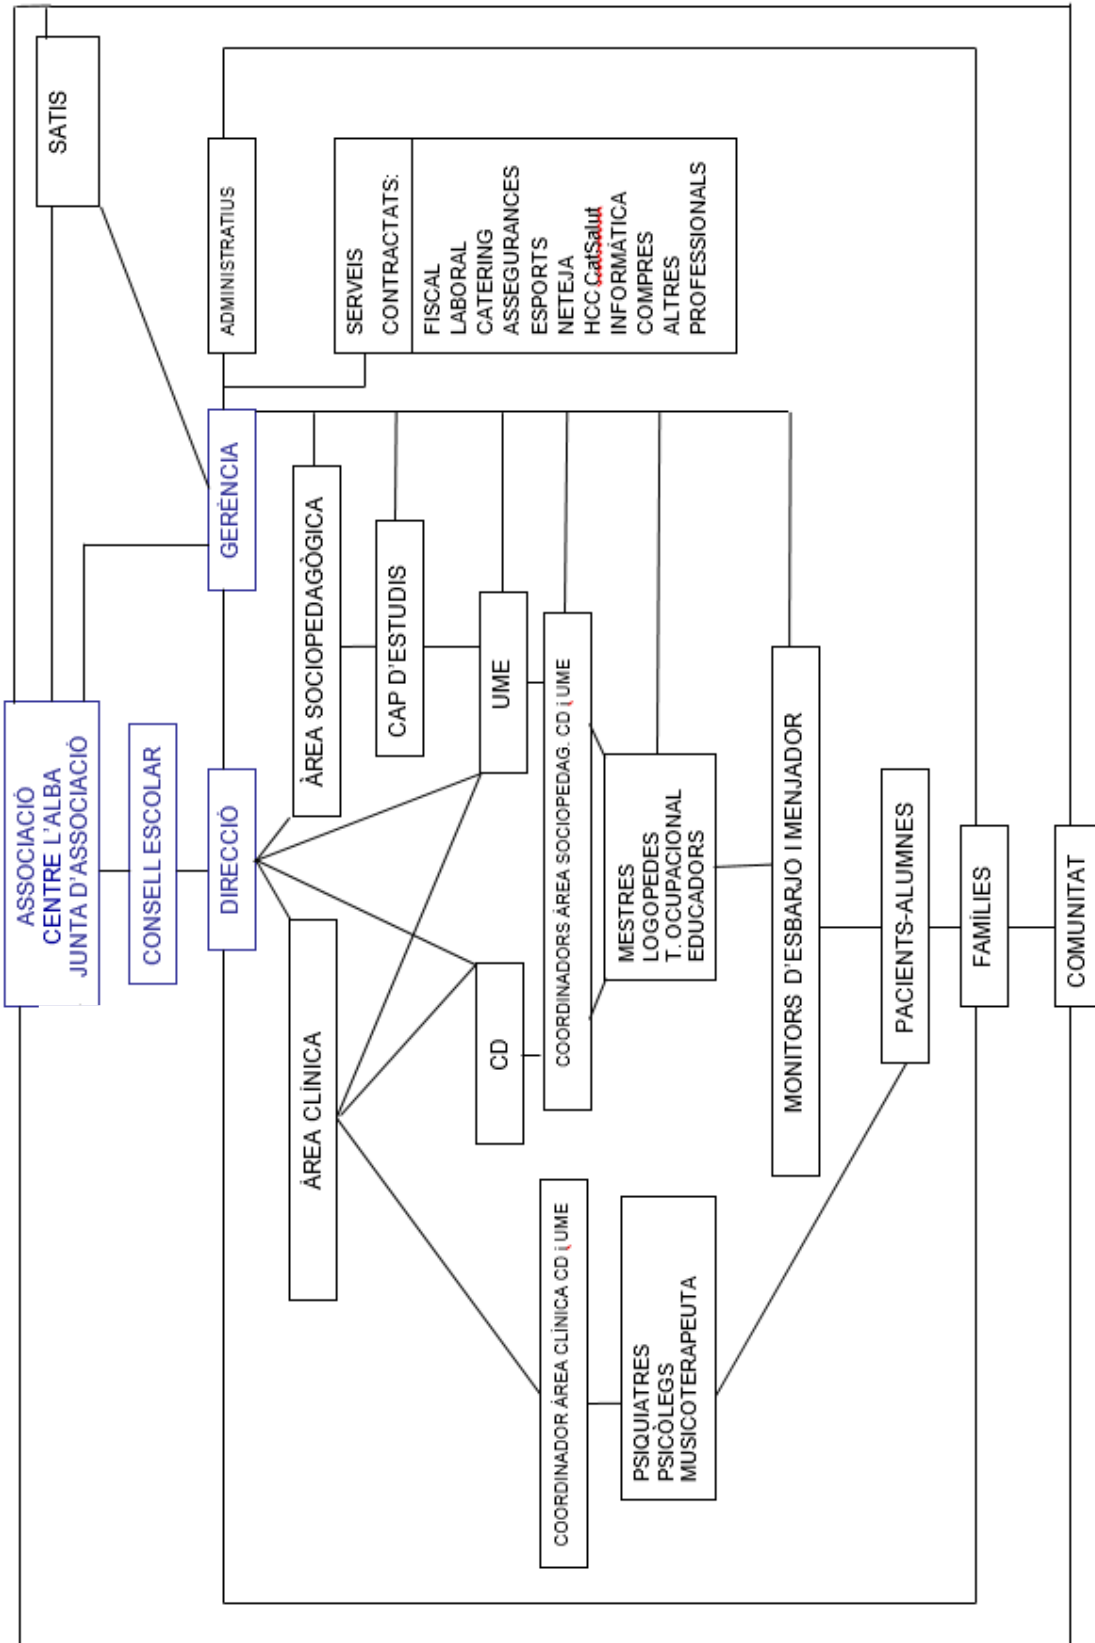 ASSOCIACIÓ
CENTRE L'ALBA
JUNTA D'ASSOCIACIÓ
SATIS
CONSELL ESCOLAR
DIRECCIÓ
GERÈNCIA
ADMINISTRATIUS
SERVEIS
CONTRACTATS:
FISCAL
LABORAL
CATERING
ASSEGURANCES
ESPORTS
NETEJA
HCC CatSalut
INFORMÀTICA
COMPRES
ALTRES
PROFESSIONALS
ÀREA CLÍNICA
ÀREA SOCIOPEDAGÒGICA
CAP D'ESTUDIS
CD
UME
COORDINADOR ÀREA CLÍNICA CD i UME
COORDINADORS ÀREA SOCIOPEDAG. CD i UME
PSIQUIATRES
PSICÒLEGS
MUSICOTERAPEUTA
MESTRES
LOGOPEDES
T. OCUPACIONAL
EDUCADORS
MONITORS D'ESBARJO I MENJADOR
PACIENTS-ALUMNES
FAMÍLIES
COMUNITAT